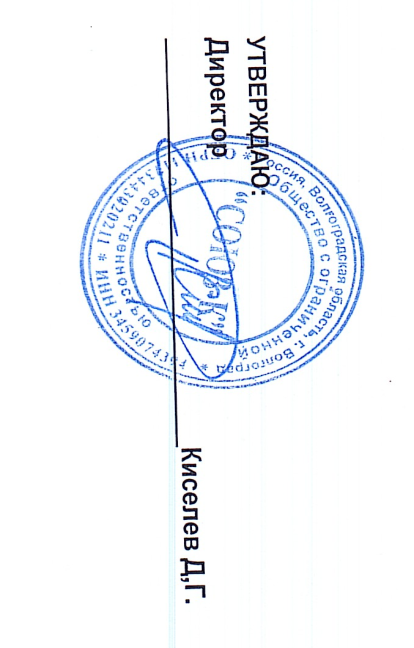 УТВЕРЖДАЮ:
Директор
Киселев Д,Г.
* Россия, Волгоградская область, г. Волгоград *
Общество с ограниченной ответственностью